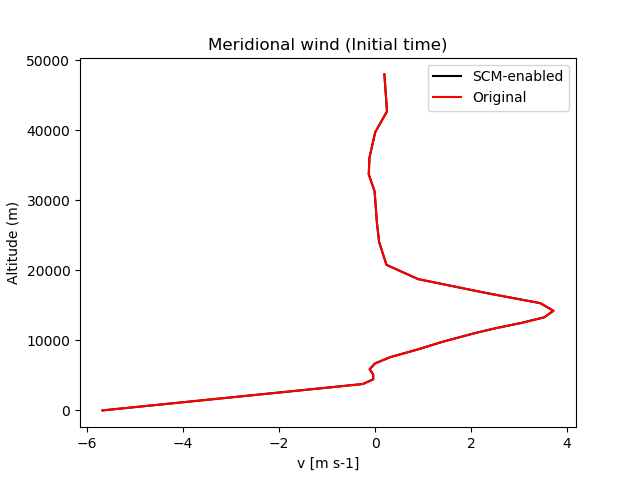 Meridional wind (Initial time)
50000
40000
30000
20000
10000
0
Altitude (m)
SCM-enabled
Original
−6 −4 −2 0 2 4
v [m s-1]